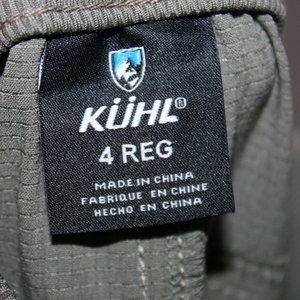 KÜHL®
4 REG
MADE IN CHINA
FABRIQUE EN CHINE
HECHO EN CHINA